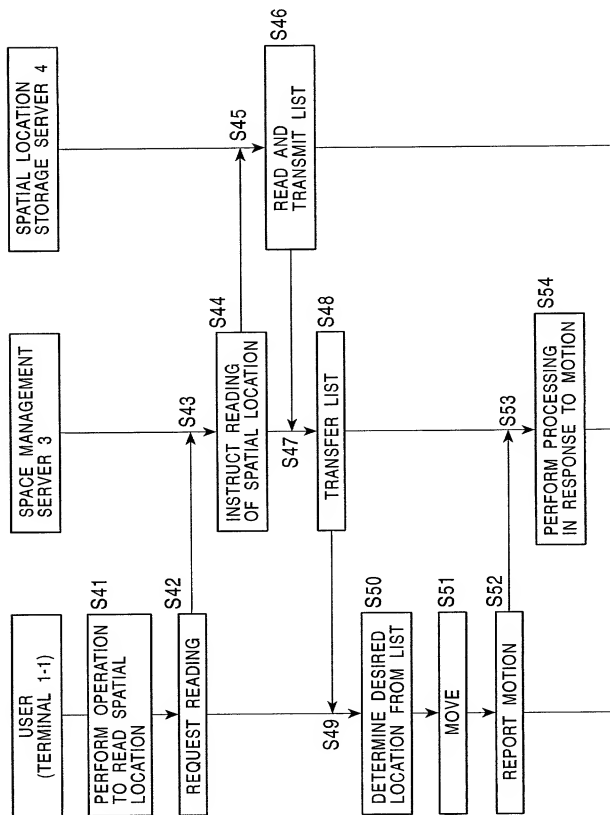 USER
(TERMINAL 1-1)
SPACE MANAGEMENT
SERVER 3
SPATIAL LOCATION
STORAGE SERVER 4
S41
PERFORM OPERATION
TO READ SPATIAL
LOCATION
S42
REQUEST READING
S43
S44
INSTRUCT READING
OF SPATIAL LOCATION
S45
S46
READ AND
TRANSMIT LIST
S47
S48
TRANSFER LIST
S49
S50
DETERMINE DESIRED
LOCATION FROM LIST
S51
MOVE
S52
REPORT MOTION
S53
S54
PERFORM PROCESSING
IN RESPONSE TO MOTION